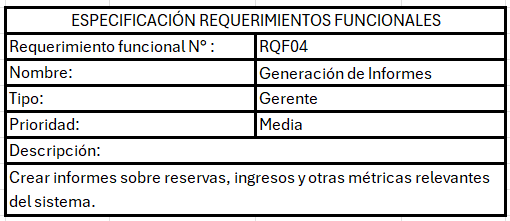 ESPECIFICACIÓN REQUERIMIENTOS FUNCIONALES
Requerimiento funcional N° : RQF04
Nombre: Generación de Informes
Tipo: Gerente
Prioridad: Media
Descripción:
Crear informes sobre reservas, ingresos y otras métricas relevantes
del sistema.